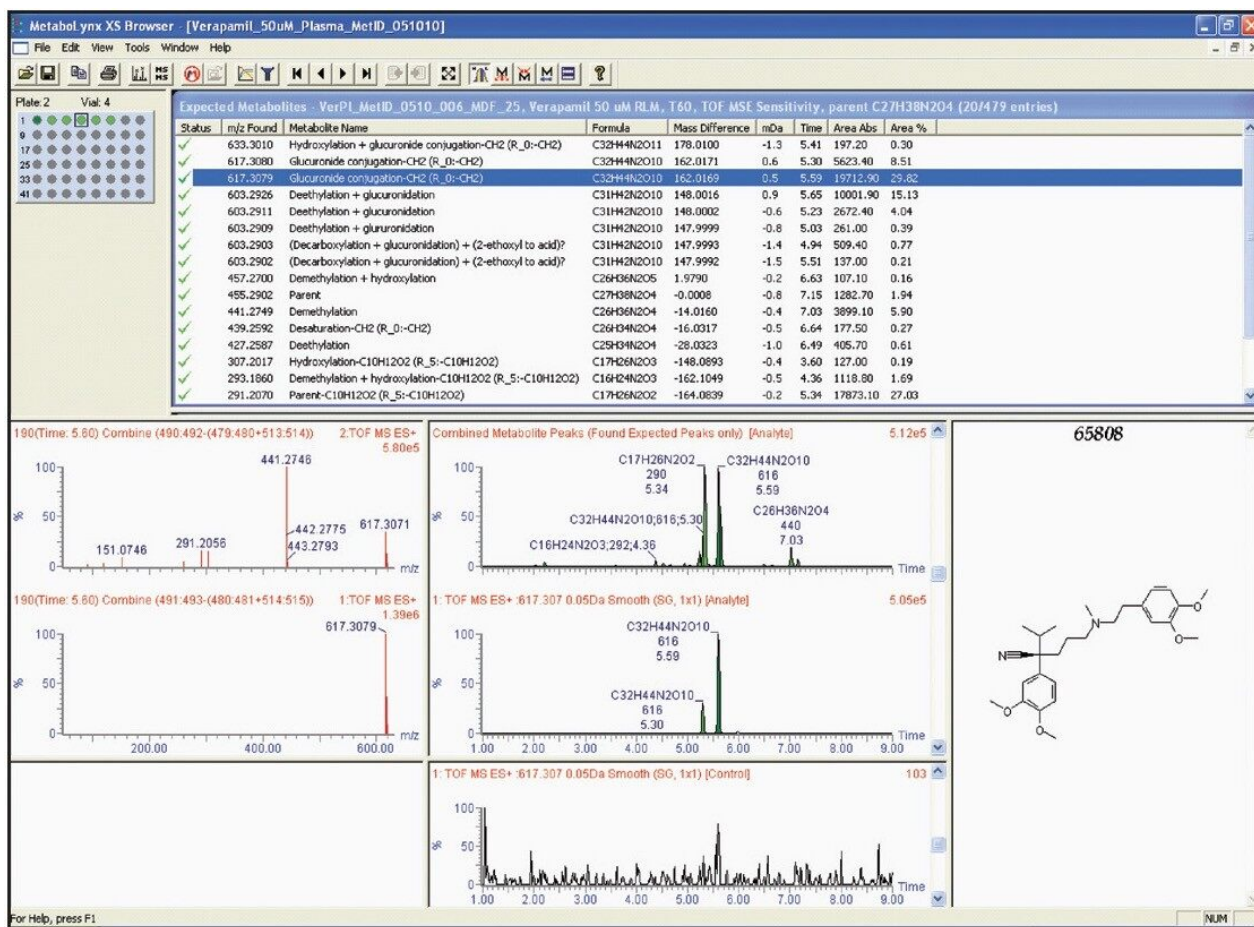 MetaboLynx XS Browser - [Verapamil_50uM_Plasma_MetID_051010]
File Edit View Tools Window Help
Plate:2 Vial: 4
1
9
17
25
33
41
Expected Metabolites - VerPl_MetID_0510_006_MDF_25, Verapamil 50 uM RLM, T60, TOF MSE Sensitivity, parent C27H38N2O4 (20/479 entries)
Status m/z Found Metabolite Name Formula Mass Difference mDa Time Area Abs Area %
633.3010 Hydroxylation + glucuronide conjugation-CH2 (R_0:-CH2) C32H44N2O11 178.0100 -1.3 5.41 197.20 0.30
617.3080 Glucuronide conjugation-CH2 (R_0:-CH2) C32H44N2O10 162.0171 0.6 5.30 5623.40 8.51
617.3079 Glucuronide conjugation-CH2 (R_0:-CH2) C32H44N2O10 162.0169 0.5 5.59 19712.90 29.82
603.2926 Deethylation + glucuronidation C31H42N2O10 148.0016 0.9 5.65 10001.90 15.13
603.2911 Deethylation + glucuronidation C31H42N2O10 148.0002 -0.6 5.23 2672.40 4.04
603.2909 Deethylation + glururonidation C31H42N2O10 147.9999 -0.8 5.03 261.00 0.39
603.2903 (Decarboxylation + glucuronidation) + (2-ethoxyl to acid)? C31H42N2O10 147.9993 -1.4 4.94 509.40 0.77
603.2902 (Decarboxylation + glucuronidation) + (2-ethoxyl to acid)? C31H42N2O10 147.9992 -1.5 5.51 137.00 0.21
457.2700 Demethylation + hydroxylation C26H36N2O5 1.9790 -0.2 6.63 107.10 0.16
455.2902 Parent C27H38N2O4 -0.0008 -0.8 7.15 1282.70 1.94
441.2749 Demethylation C26H36N2O4 -14.0160 -0.4 7.03 3899.10 5.90
439.2592 Desaturation-CH2 (R_0:-CH2) C26H34N2O4 -16.0317 -0.5 6.64 177.50 0.27
427.2587 Deethylation C25H34N2O4 -28.0323 -1.0 6.49 405.70 0.61
307.2017 Hydroxylation-C10H12O2 (R_5:-C10H12O2) C17H26N2O3 -148.0893 -0.4 3.60 127.00 0.19
293.1860 Demethylation + hydroxylation-C10H12O2 (R_5:-C10H12O2) C16H24N2O3 -162.1049 -0.5 4.36 1118.80 1.69
291.2070 Parent-C10H12O2 (R_5:-C10H12O2) C17H26N2O2 -164.0839 -0.2 5.34 17873.10 27.03
190(Time: 5.60) Combine (490:492-(479:480+513:514)) 2:TOF MS ES+
5.80e5
100
%
50
0
441.2746
442.2775
443.2793
617.3071
151.0746
291.2056
m/z
190(Time: 5.60) Combine (491:493-(480:481+514:515)) 1:TOF MS ES+
1.39e6
617.3079
100
%
50
0
m/z
200.00 400.00 600.00
Combined Metabolite Peaks (Found Expected Peaks only) [Analyte] 5.12e5
100
%
50
0
C17H26N2O2
290
5.34
C32H44N2O10
616
5.59
C32H44N2O10;616;5.30
C26H36N2O4
440
7.03
C16H24N2O3;292;4.36
Time
1: TOF MS ES+ :617.307 0.05Da Smooth (SG, 1x1) [Analyte] 5.05e5
100
%
50
0
C32H44N2O10
616
5.59
C32H44N2O10
616
5.30
Time
1.00 2.00 3.00 4.00 5.00 6.00 7.00 8.00 9.00
1: TOF MS ES+ :617.307 0.05Da Smooth (SG, 1x1) [Control] 103
100
%
50
0
Time
1.00 2.00 3.00 4.00 5.00 6.00 7.00 8.00 9.00
65808
N
N
O
O
O
O
For Help, press F1
NUM